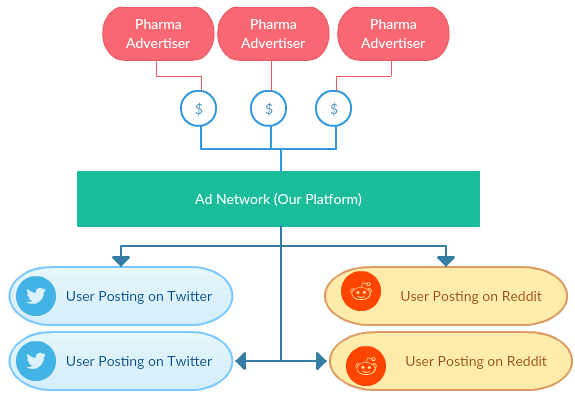 Pharma
Advertiser
Pharma
Advertiser
Pharma
Advertiser
$
$
$
Ad Network (Our Platform)
User Posting on Twitter
User Posting on Reddit
User Posting on Twitter
User Posting on Reddit